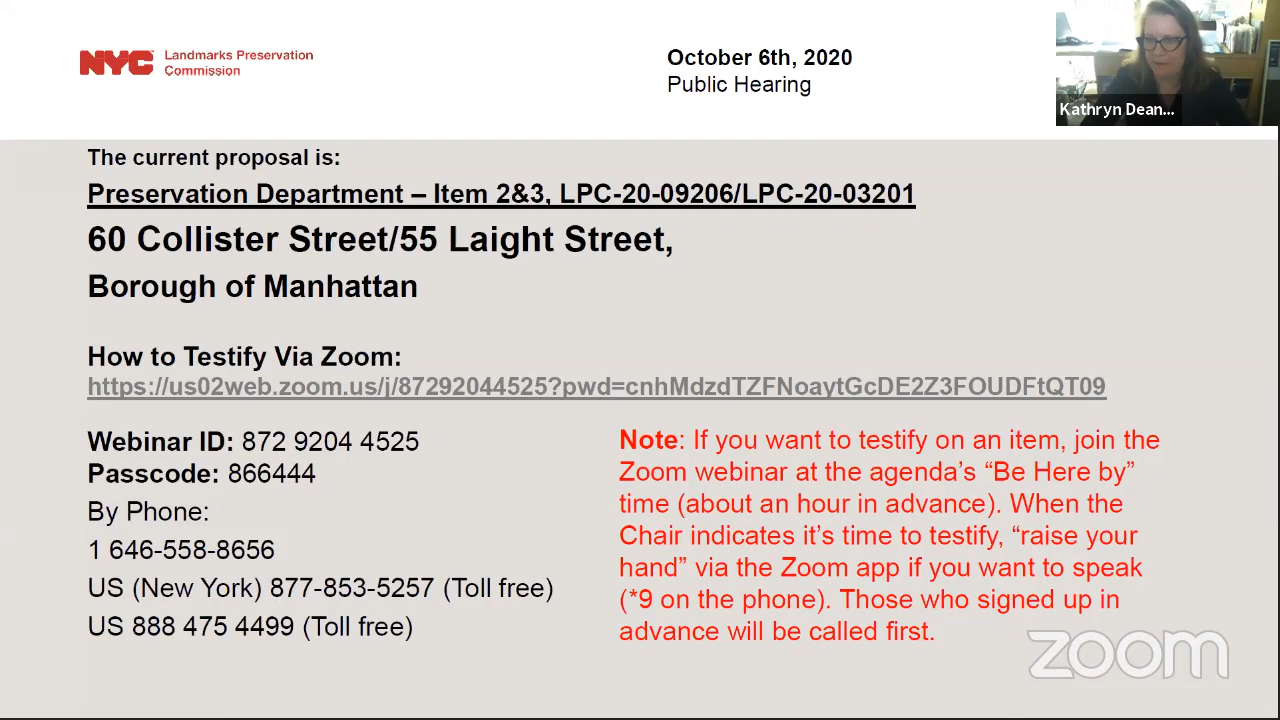 NYC Landmarks Preservation
Commission
October 6th, 2020
Public Hearing
Kathryn Dean...
The current proposal is:
Preservation Department – Item 2&3, LPC-20-09206/LPC-20-03201
60 Collister Street/55 Laight Street,
Borough of Manhattan
How to Testify Via Zoom:
https://us02web.zoom.us/j/87292044525?pwd=cnhMdzdTZFNoaytGcDE2Z3FOUDFtQT09
Webinar ID: 872 9204 4525
Passcode: 866444
By Phone:
1 646-558-8656
US (New York) 877-853-5257 (Toll free)
US 888 475 4499 (Toll free)
Note: If you want to testify on an item, join the
Zoom webinar at the agenda’s “Be Here by”
time (about an hour in advance). When the
Chair indicates it’s time to testify, “raise your
hand” via the Zoom app if you want to speak
(*9 on the phone). Those who signed up in
advance will be called first.
zoom